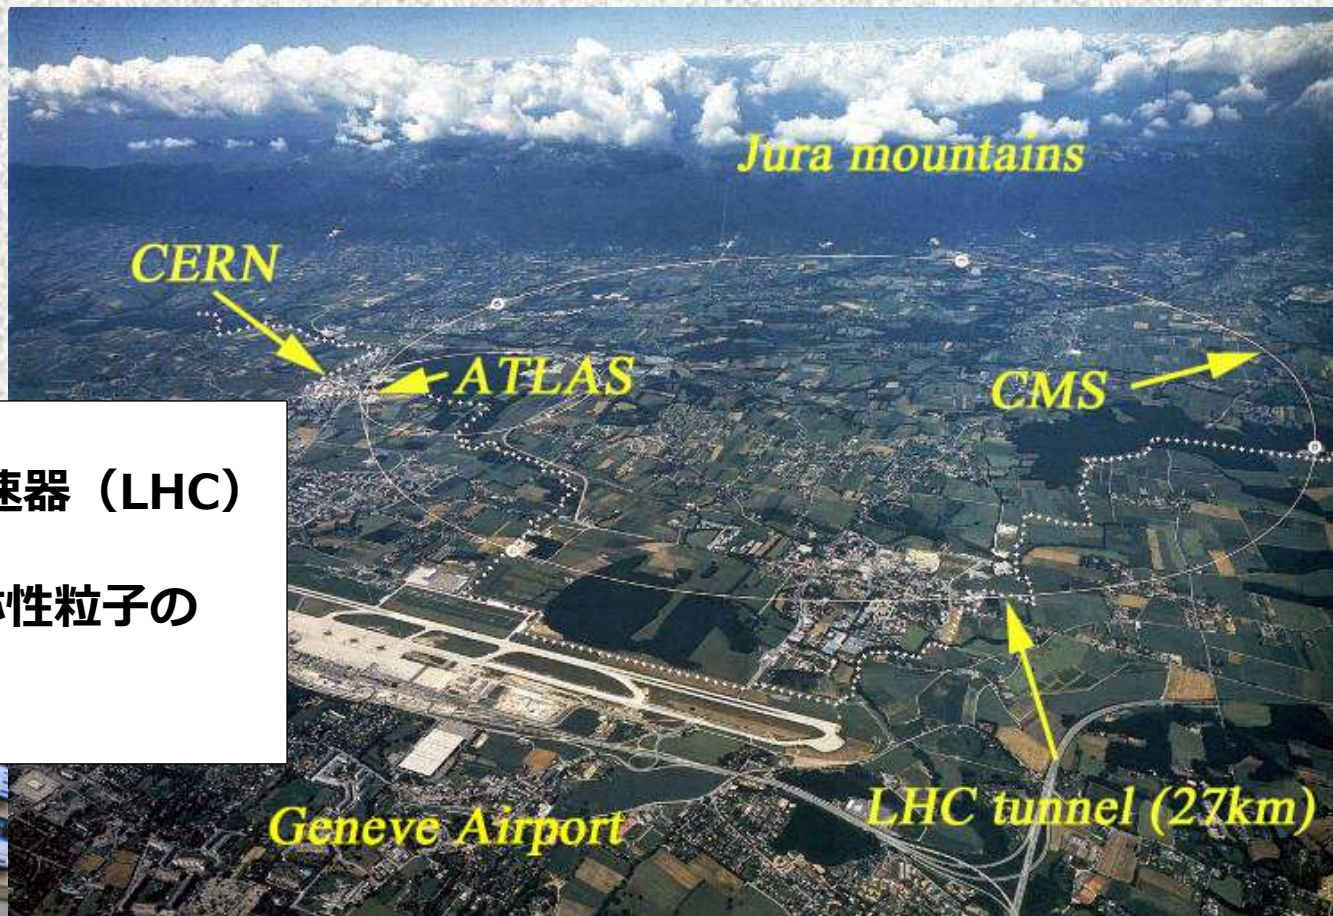 Jura mountains
CERN
ATLAS
CMS
速器（LHC）
性粒子の
LHC tunnel (27km)
Geneve Airport